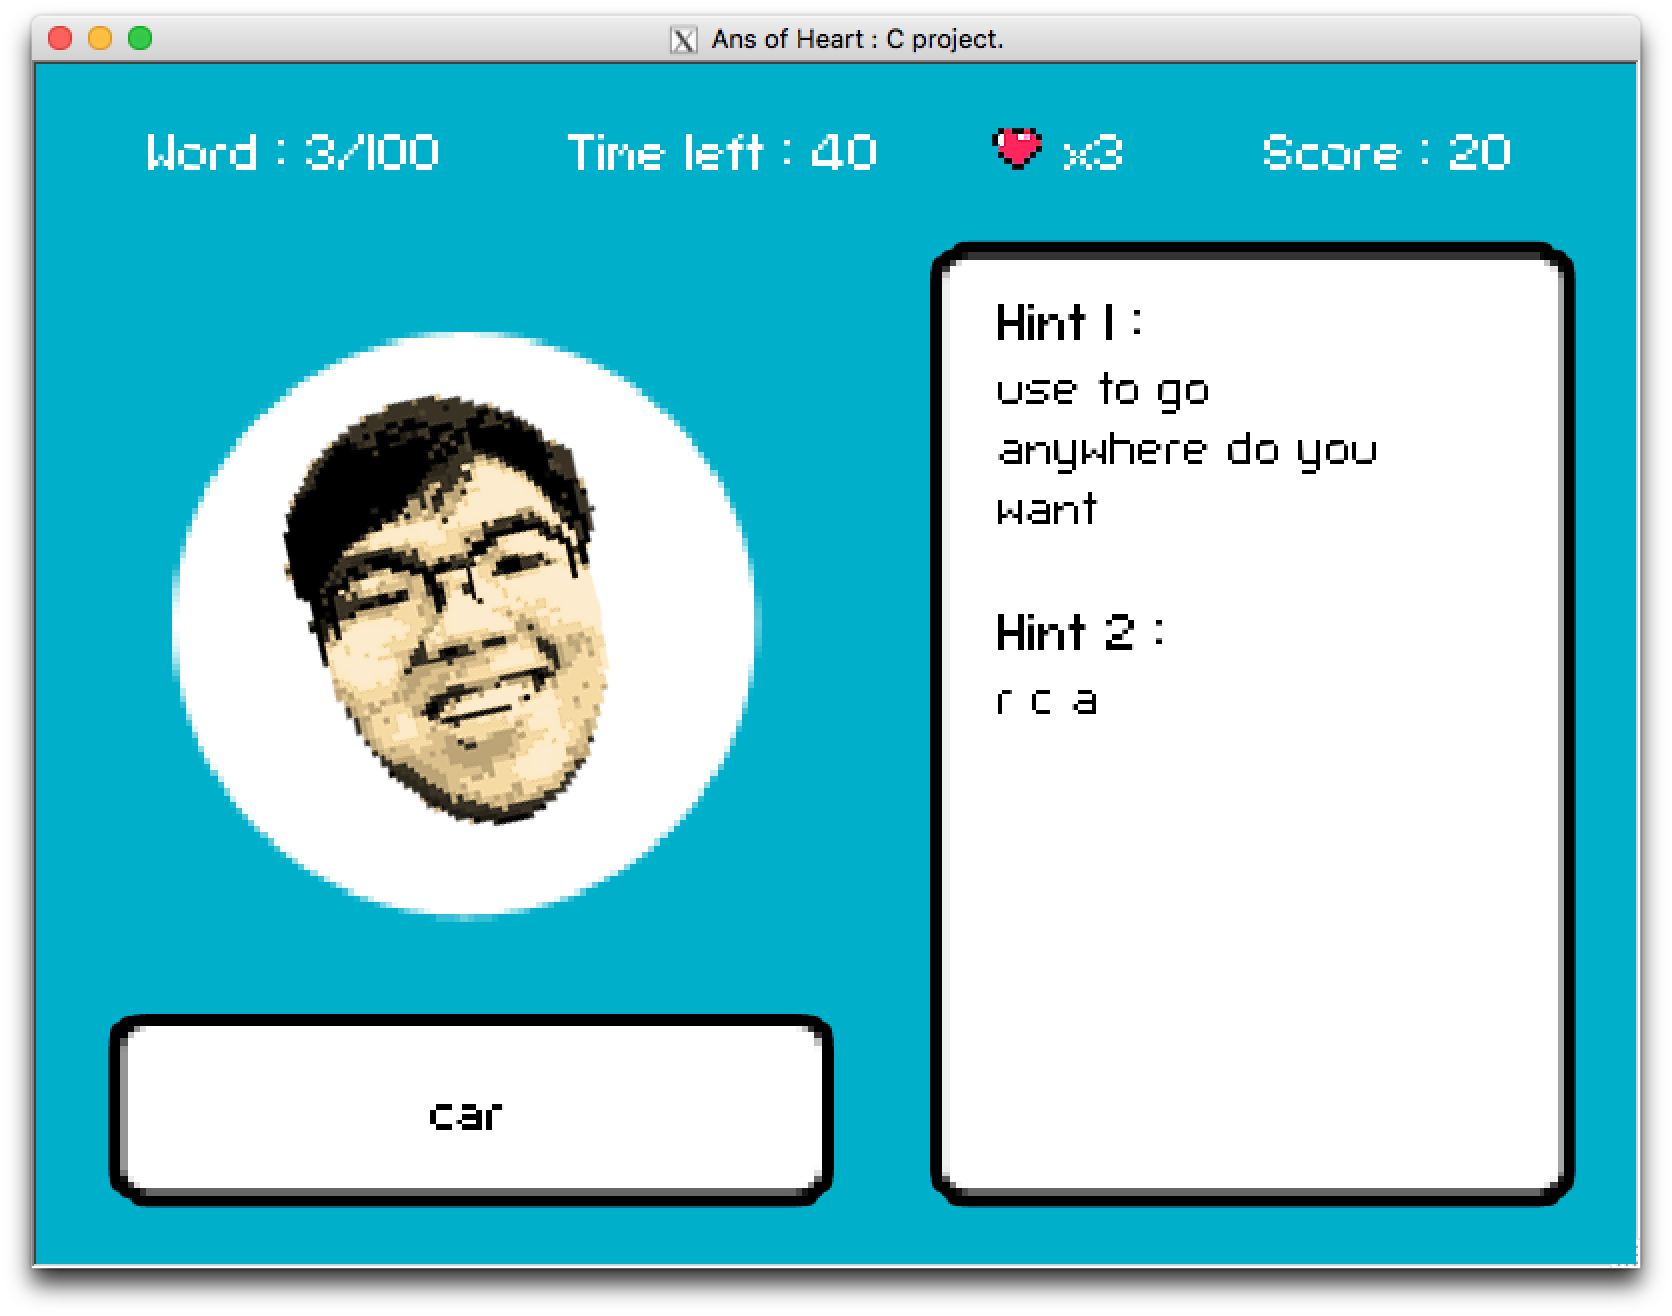 Ans of Heart : C project.
Word : 3/100 Time left : 40 x3 Score : 20
Hint 1 :
use to go
anywhere do you
want
Hint 2 :
r c a
car